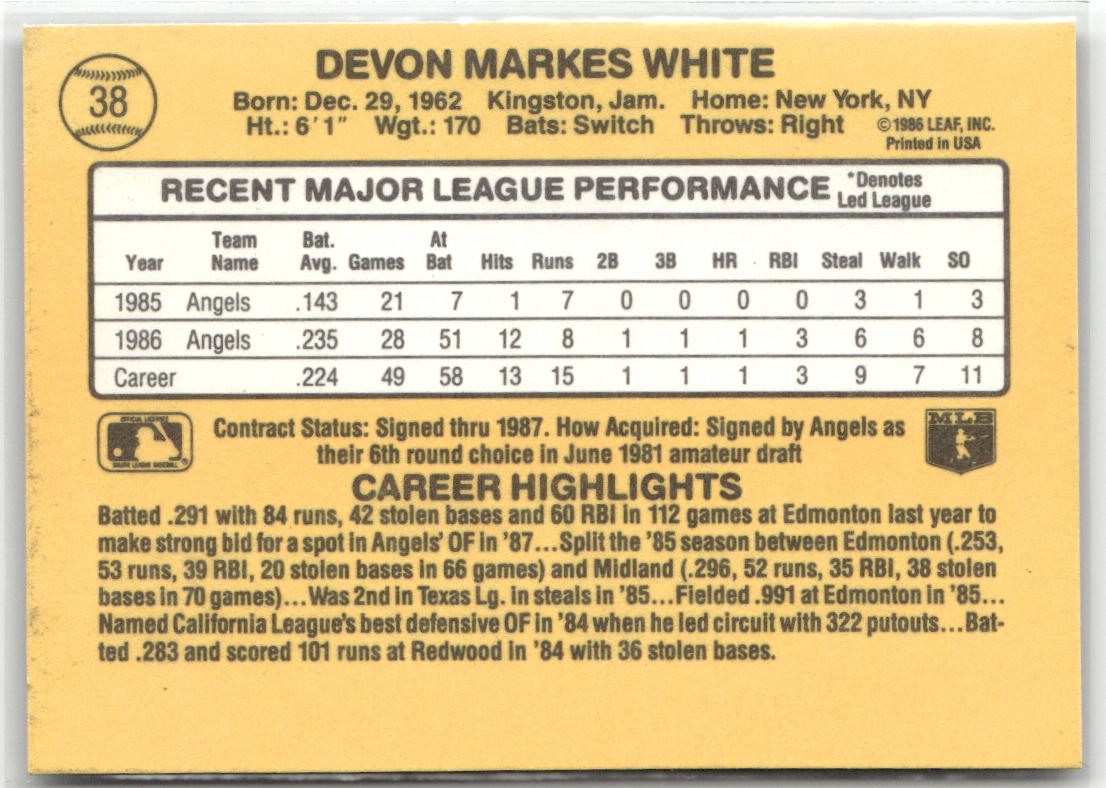 38
DEVON MARKES WHITE
Born: Dec. 29, 1962 Kingston, Jam. Home: New York, NY
Ht.: 6'1" Wgt.: 170 Bats: Switch Throws: Right ©1986 LEAF, INC.
Printed in USA
RECENT MAJOR LEAGUE PERFORMANCE *Denotes
Led League
Year Team Name Bat. Avg. Games At Bat Hits Runs 2B 3B HR RBI Steal Walk SO
1985 Angels .143 21 7 1 7 0 0 0 0 3 1 3
1986 Angels .235 28 51 12 8 1 1 1 3 6 6 8
Career .224 49 58 13 15 1 1 1 3 9 7 11
OFFICIAL LICENSEE
MAJOR LEAGUE BASEBALL
MLB
Contract Status: Signed thru 1987. How Acquired: Signed by Angels as
their 6th round choice in June 1981 amateur draft
CAREER HIGHLIGHTS
Batted .291 with 84 runs, 42 stolen bases and 60 RBI in 112 games at Edmonton last year to
make strong bid for a spot in Angels' OF in '87...Split the '85 season between Edmonton (.253,
53 runs, 39 RBI, 20 stolen bases in 66 games) and Midland (.296, 52 runs, 35 RBI, 38 stolen
bases in 70 games)...Was 2nd in Texas Lg. in steals in '85...Fielded .991 at Edmonton in '85...
Named California League's best defensive OF in '84 when he led circuit with 322 putouts...Bat-
ted .283 and scored 101 runs at Redwood in '84 with 36 stolen bases.